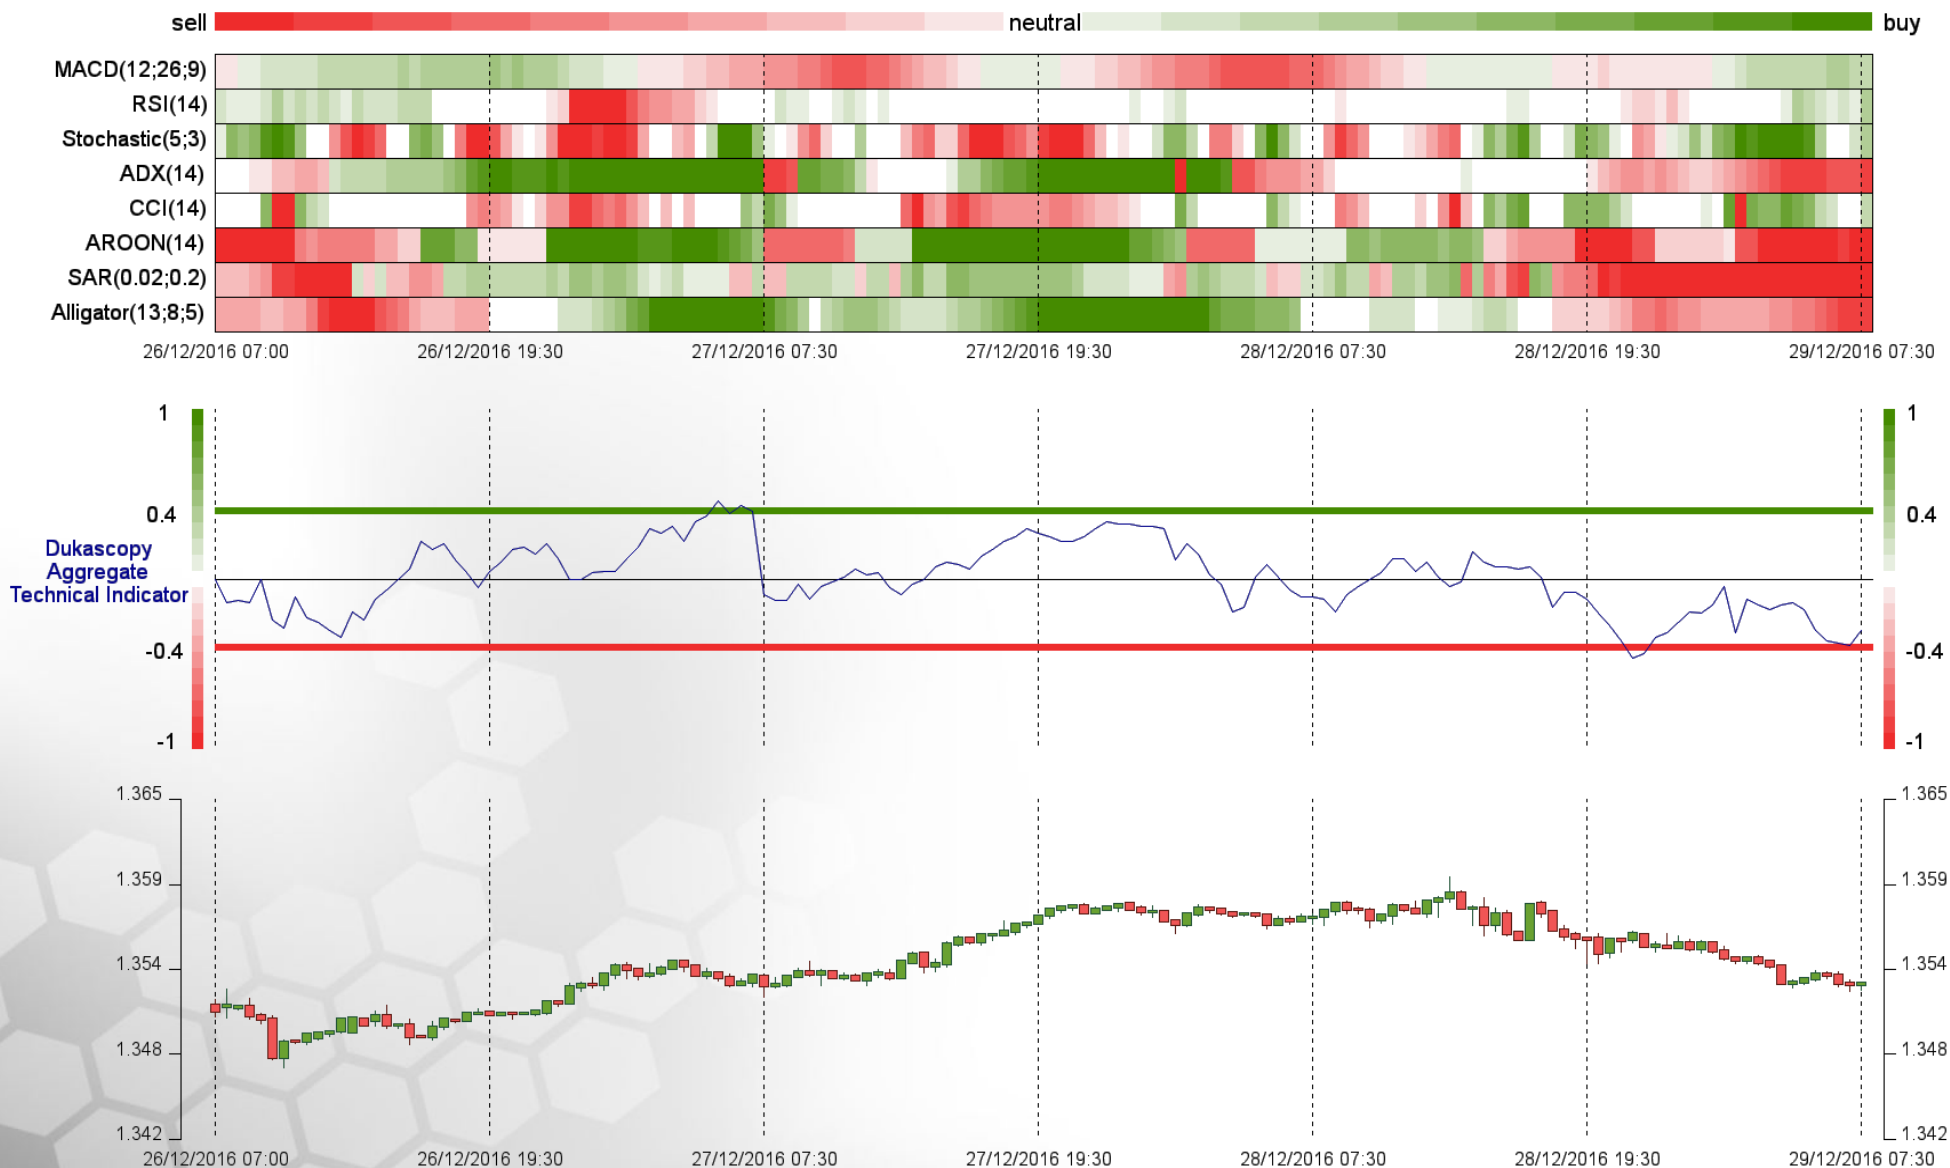 sell neutral buy
MACD(12;26;9)
RSI(14)
Stochastic(5;3)
ADX(14)
CCI(14)
AROON(14)
SAR(0.02;0.2)
Alligator(13;8;5)
26/12/2016 07:00 26/12/2016 19:30 27/12/2016 07:30 27/12/2016 19:30 28/12/2016 07:30 28/12/2016 19:30 29/12/2016 07:30
1 1
0.4 0.4
Dukascopy
Aggregate
Technical Indicator
-0.4 -0.4
-1 -1
1.365 1.365
1.359 1.359
1.354 1.354
1.348 1.348
1.342 1.342
26/12/2016 07:00 26/12/2016 19:30 27/12/2016 07:30 27/12/2016 19:30 28/12/2016 07:30 28/12/2016 19:30 29/12/2016 07:30